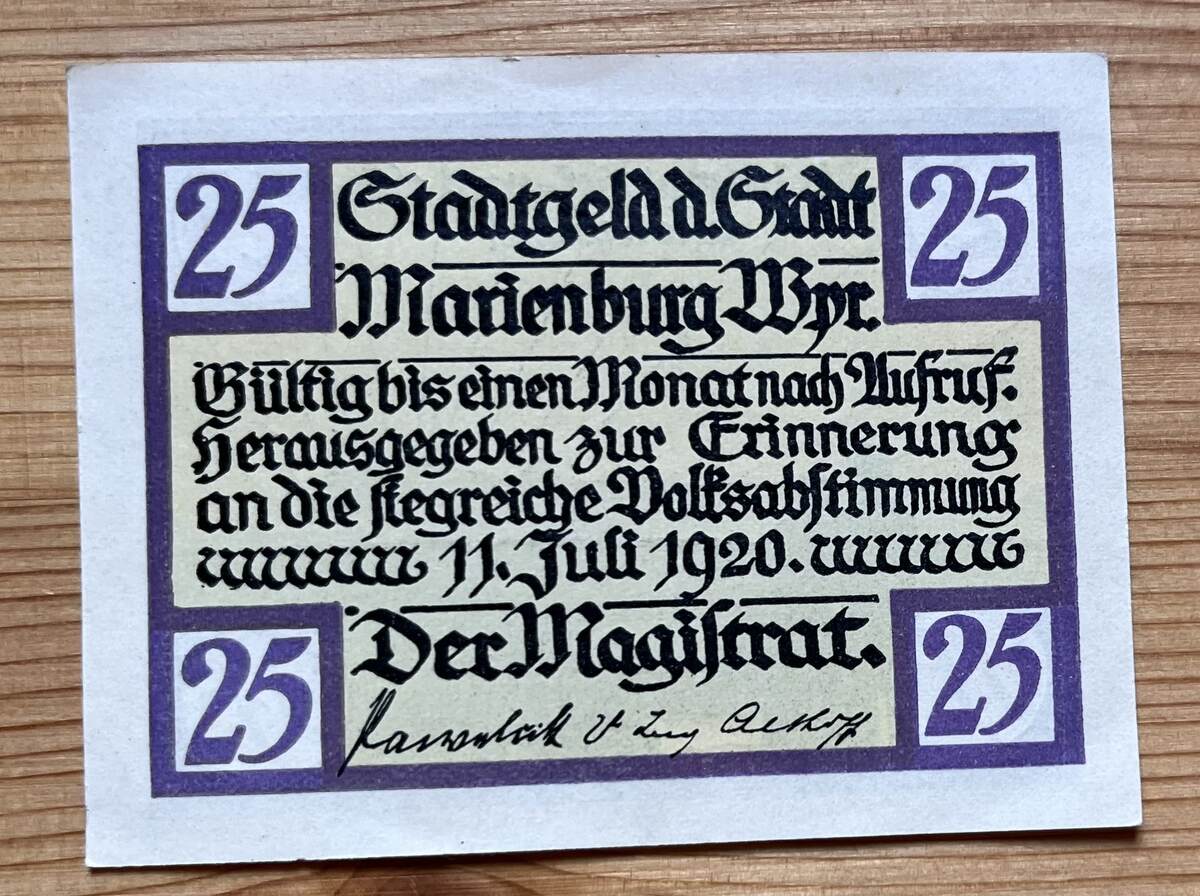 25
Stadtgeld d. Stadt
25
Marienburg Wpr.
Gültig bis einen Monat nach Aufruf.
Herausgegeben zur Erinnerung
an die siegreiche Volksabstimmung
11. Juli 1920.
Der Magistrat.
25
25